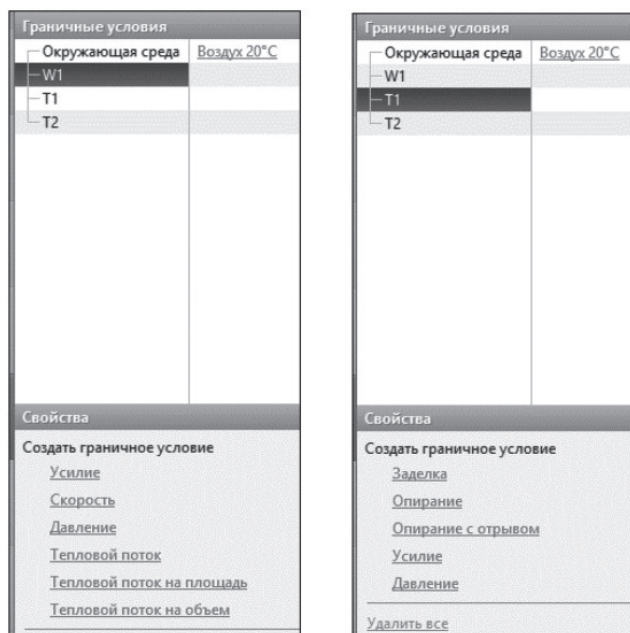 Граничные условия
Окружающая среда Воздух 20°C
W1
T1
T2
Свойства
Создать граничное условие
Усилие
Скорость
Давление
Тепловой поток
Тепловой поток на площадь
Тепловой поток на объем
Граничные условия
Окружающая среда Воздух 20°C
W1
T1
T2
Свойства
Создать граничное условие
Заделка
Опирание
Опирание с отрывом
Усилие
Давление
Удалить все